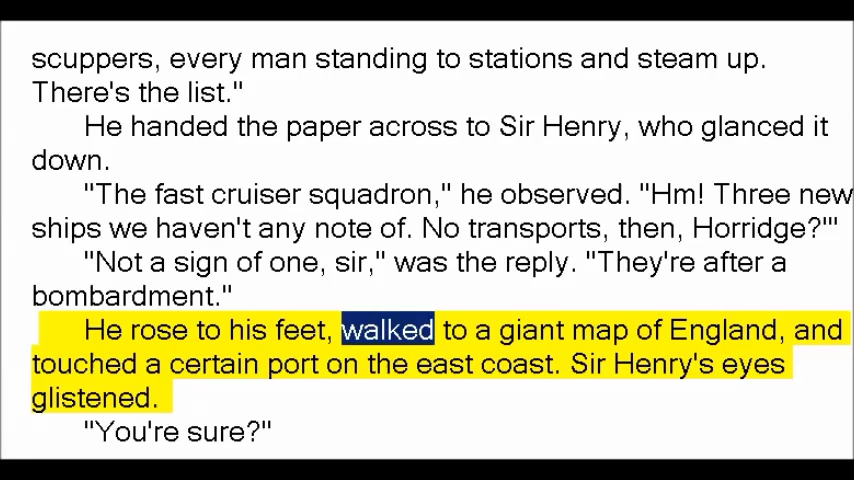 scuppers, every man standing to stations and steam up.
There's the list."
He handed the paper across to Sir Henry, who glanced it
down.
"The fast cruiser squadron," he observed. "Hm! Three new
ships we haven't any note of. No transports, then, Horridge?'"
"Not a sign of one, sir," was the reply. "They're after a
bombardment."
He rose to his feet, walked to a giant map of England, and
touched a certain port on the east coast. Sir Henry's eyes
glistened.
"You're sure?"